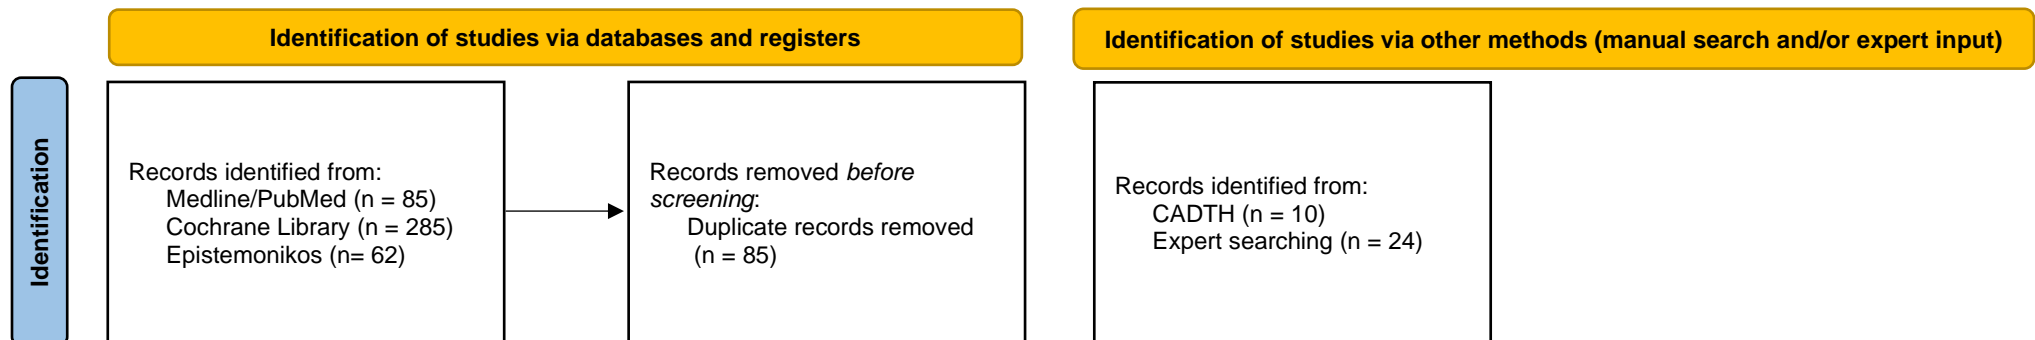 Identification of studies via databases and registers
Identification of studies via other methods (manual search and/or expert input)
Identification
Records identified from:
Medline/PubMed (n = 85)
Cochrane Library (n = 285)
Epistemonikos (n= 62)
Records removed before
screening:
Duplicate records removed
(n = 85)
Records identified from:
CADTH (n = 10)
Expert searching (n = 24)